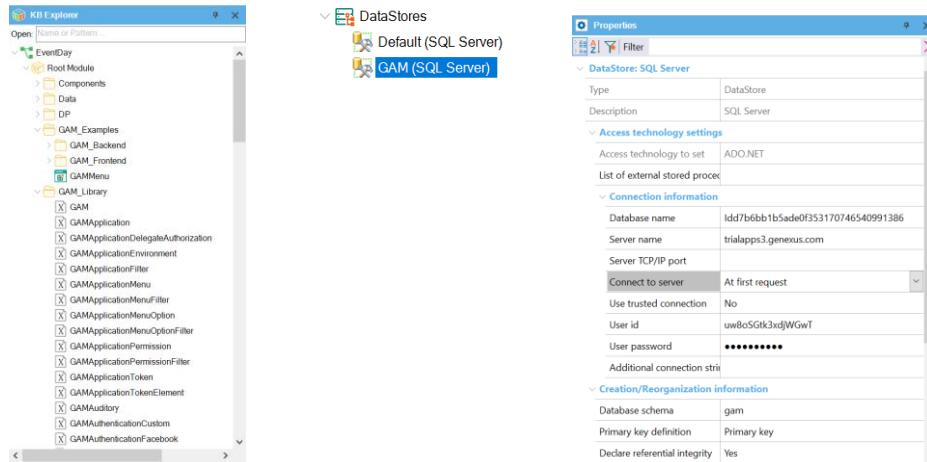 KB Explorer
Open: Name or Pattern...
EventDay
Root Module
Components
Data
DP
GAM_Examples
GAM_Backend
GAM_Frontend
GAMMenu
GAM_Library
GAM
GAMApplication
GAMApplicationDelegateAuthorization
GAMApplicationEnvironment
GAMApplicationFilter
GAMApplicationMenu
GAMApplicationMenuFilter
GAMApplicationMenuOption
GAMApplicationMenuOptionFilter
GAMApplicationPermission
GAMApplicationPermissionFilter
GAMApplicationToken
GAMApplicationTokenElement
GAMAuditory
GAMAuthenticationCustom
GAMAuthenticationFacebook
DataStores
Default (SQL Server)
GAM (SQL Server)
Properties
Filter
DataStore: SQL Server
Type DataStore
Description SQL Server
Access technology settings
Access technology to set ADO.NET
List of external stored proced
Connection information
Database name Idd7b6bb1b5ade0f353170746540991386
Server name trialapps3.genexus.com
Server TCP/IP port
Connect to server At first request
Use trusted connection No
User id uw8oSGtk3xdjWGwT
User password ●●●●●●●●●●
Additional connection strin
Creation/Reorganization information
Database schema gam
Primary key definition Primary key
Declare referential integrity Yes